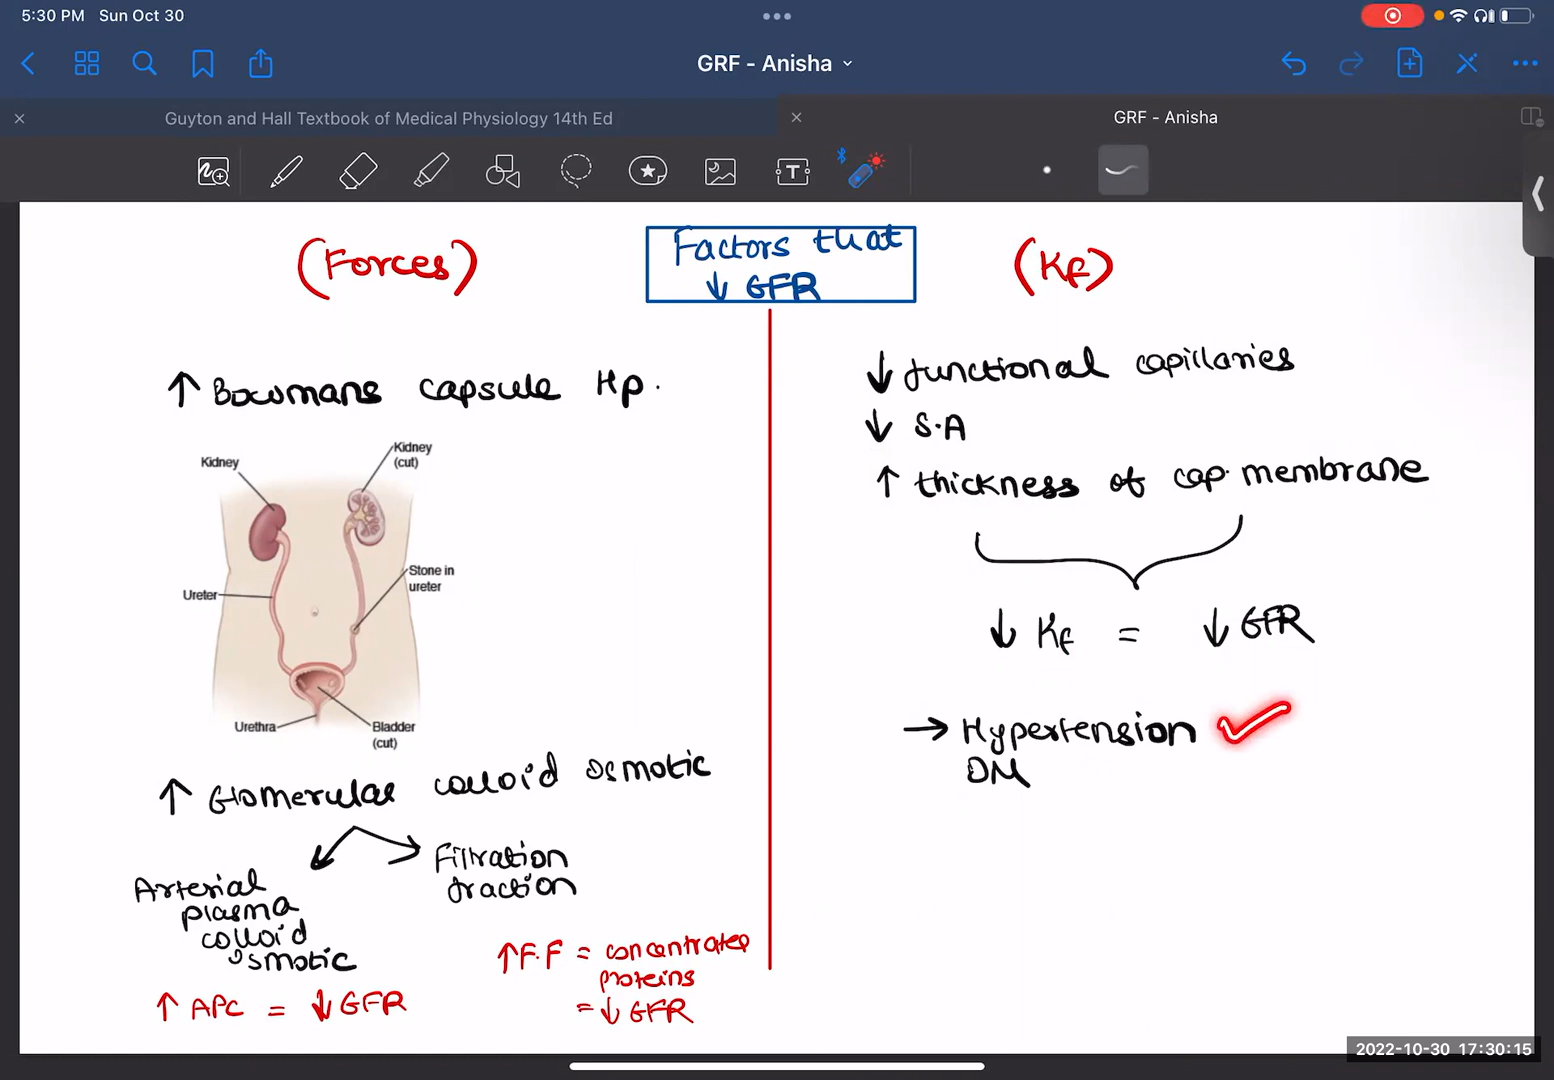 5:30 PM Sun Oct 30
GRF - Anisha
Guyton and Hall Textbook of Medical Physiology 14th Ed
GRF - Anisha
(Forces)
Factors that
↓ GFR
(Kf)
↑ Bowmans capsule Hp.
Kidney
Kidney
(cut)
Stone in
ureter
Ureter
Urethra
Bladder
(cut)
↑ Glomerular colloid osmotic
Arterial
plasma
colloid
osmotic
Filtration
fraction
↑ APC = ↓ GFR
↑ F.F = concentrated
proteins
= ↓ GFR
↓ functional capillaries
↓ S.A
↑ thickness of cap. membrane
↓ Kf = ↓ GFR
→ Hypertension
DM
2022-10-30 17:30:15